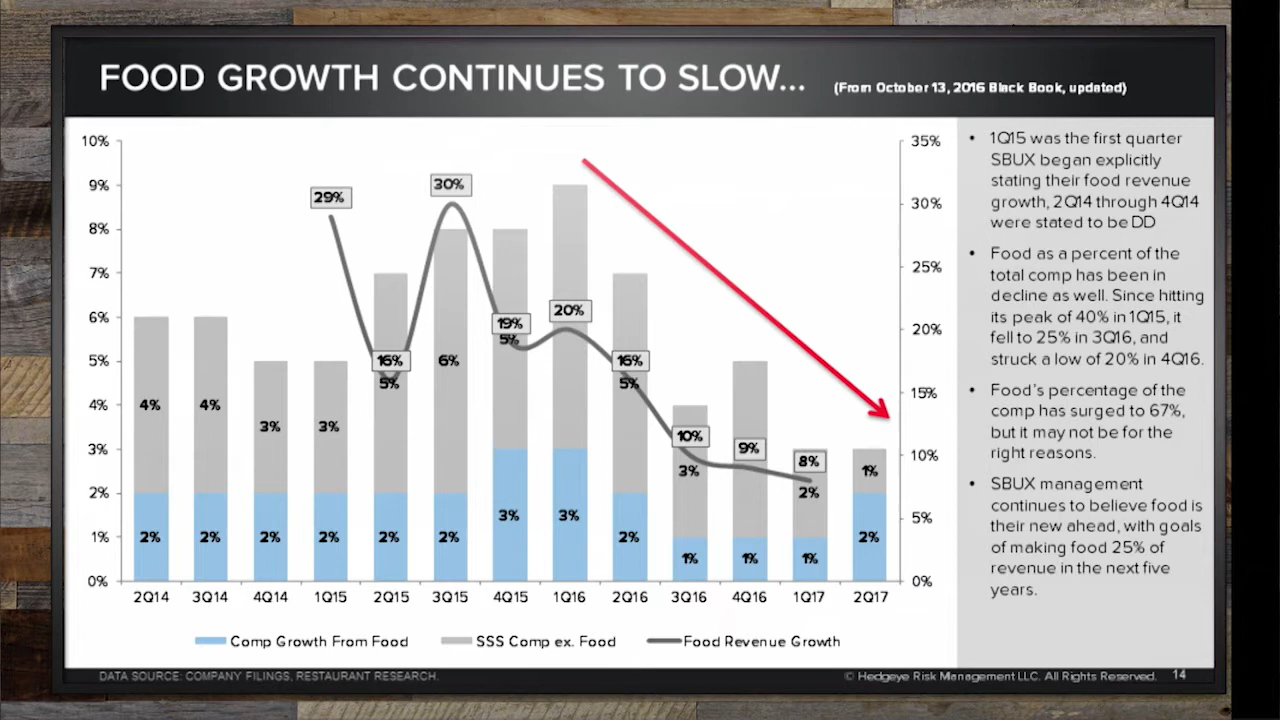 FOOD GROWTH CONTINUES TO SLOW... (From October 13, 2016 Black Book, updated)
10%
9%
8%
7%
6%
5%
4%
3%
2%
1%
0%
35%
30%
25%
20%
15%
10%
5%
0%
29%
30%
20%
19%
5%
16%
5%
16%
5%
6%
4%
4%
3%
3%
10%
3%
9%
8%
2%
1%
2%
2%
2%
2%
2%
2%
3%
3%
2%
1%
1%
1%
2%
2Q14 3Q14 4Q14 1Q15 2Q15 3Q15 4Q15 1Q16 2Q16 3Q16 4Q16 1Q17 2Q17
Comp Growth From Food SSS Comp ex. Food Food Revenue Growth
• 1Q15 was the first quarter
SBUX began explicitly
stating their food revenue
growth, 2Q14 through 4Q14
were stated to be DD
• Food as a percent of the
total comp has been in
decline as well. Since hitting
its peak of 40% in 1Q15, it
fell to 25% in 3Q16, and
struck a low of 20% in 4Q16.
• Food's percentage of the
comp has surged to 67%,
but it may not be for the
right reasons.
• SBUX management
continues to believe food is
their new ahead, with goals
of making food 25% of
revenue in the next five
years.
DATA SOURCE: COMPANY FILINGS, RESTAURANT RESEARCH.
© Hedgeye Risk Management LLC. All Rights Reserved. 14